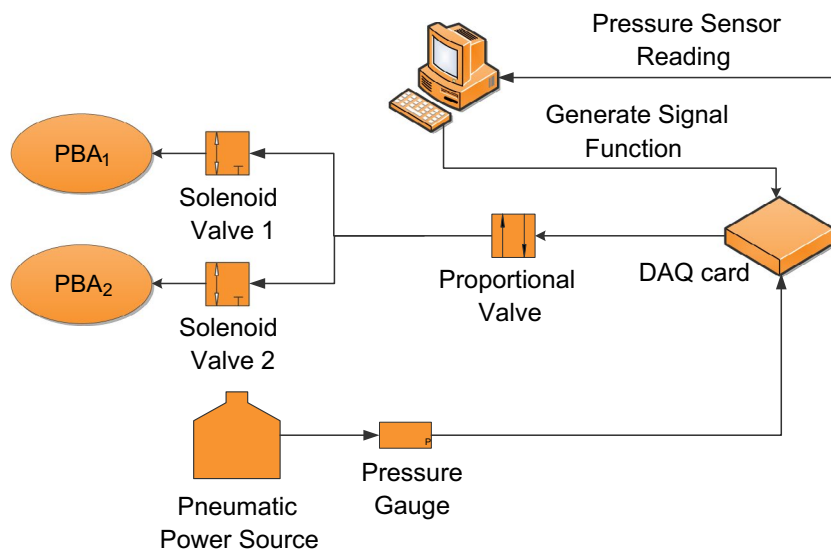 Pressure Sensor
Reading
Generate Signal
Function
PBA₁
Solenoid
Valve 1
PBA₂
Solenoid
Valve 2
Proportional
Valve
DAQ card
P
Pressure
Gauge
Pneumatic
Power Source